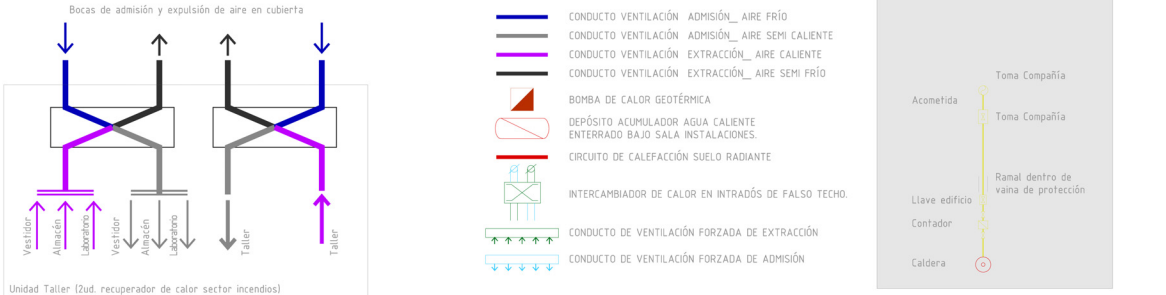 Bocas de admisión y expulsión de aire en cubierta
Vestidor
Almacén
Laboratorio
Vestidor
Almacén
Laboratorio
Taller
Taller
Unidad Taller (2ud. recuperador de calor sector incendios)
CONDUCTO VENTILACIÓN ADMISIÓN_ AIRE FRÍO
CONDUCTO VENTILACIÓN ADMISIÓN_ AIRE SEMI CALIENTE
CONDUCTO VENTILACIÓN EXTRACCIÓN_ AIRE CALIENTE
CONDUCTO VENTILACIÓN EXTRACCIÓN_ AIRE SEMI FRÍO
BOMBA DE CALOR GEOTÉRMICA
DEPÓSITO ACUMULADOR AGUA CALIENTE
ENTERRADO BAJO SALA INSTALACIONES.
CIRCUITO DE CALEFACCIÓN SUELO RADIANTE
INTERCAMBIADOR DE CALOR EN INTRADÓS DE FALSO TECHO.
CONDUCTO DE VENTILACIÓN FORZADA DE EXTRACCIÓN
CONDUCTO DE VENTILACIÓN FORZADA DE ADMISIÓN
Toma Compañía
Acometida
Toma Compañía
Ramal dentro de
vaina de protección
Llave edificio
Contador
Caldera